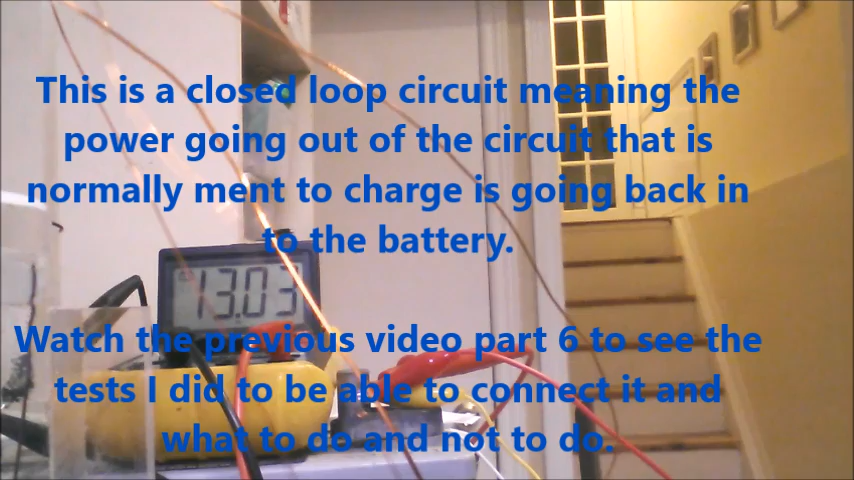 This is a closed loop circuit meaning the
power going out of the circuit that is
normally ment to charge is going back in
to the battery.
13.03
Watch the previous video part 6 to see the
tests I did to be able to connect it and
what to do and not to do.